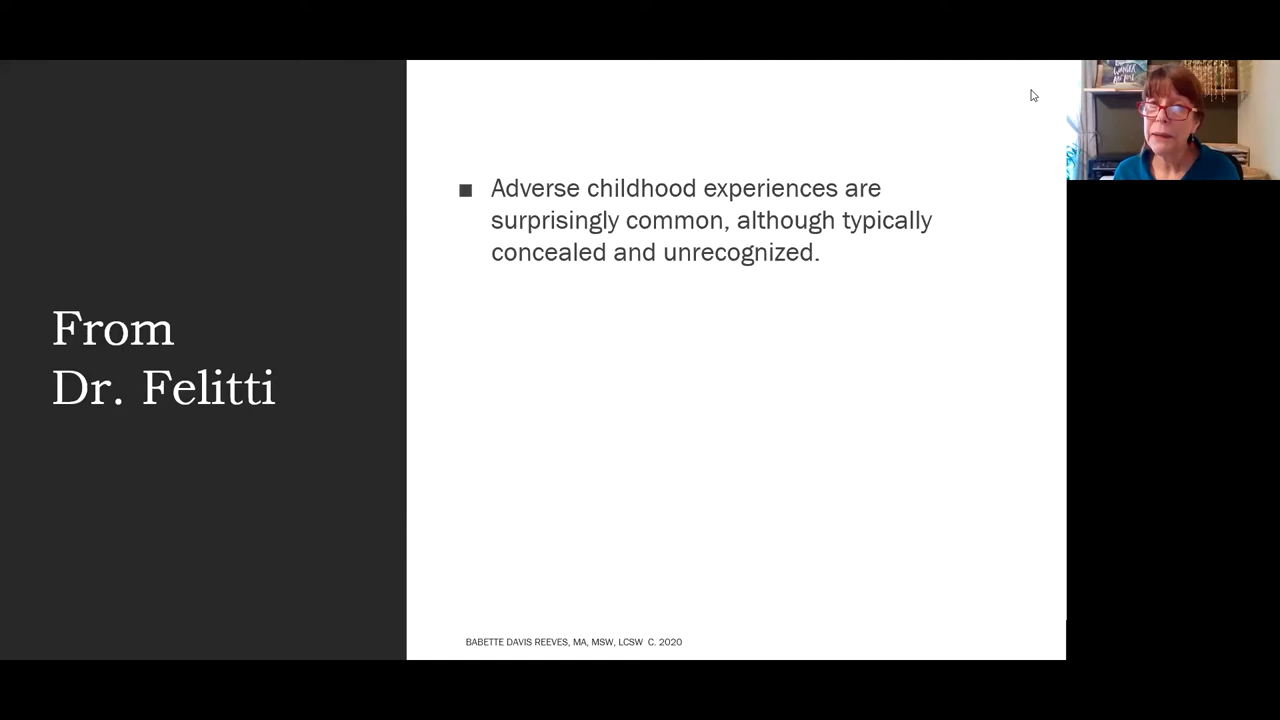 From
Dr. Felitti
■ Adverse childhood experiences are
surprisingly common, although typically
concealed and unrecognized.
BABETTE DAVIS REEVES, MA, MSW, LCSW C. 2020